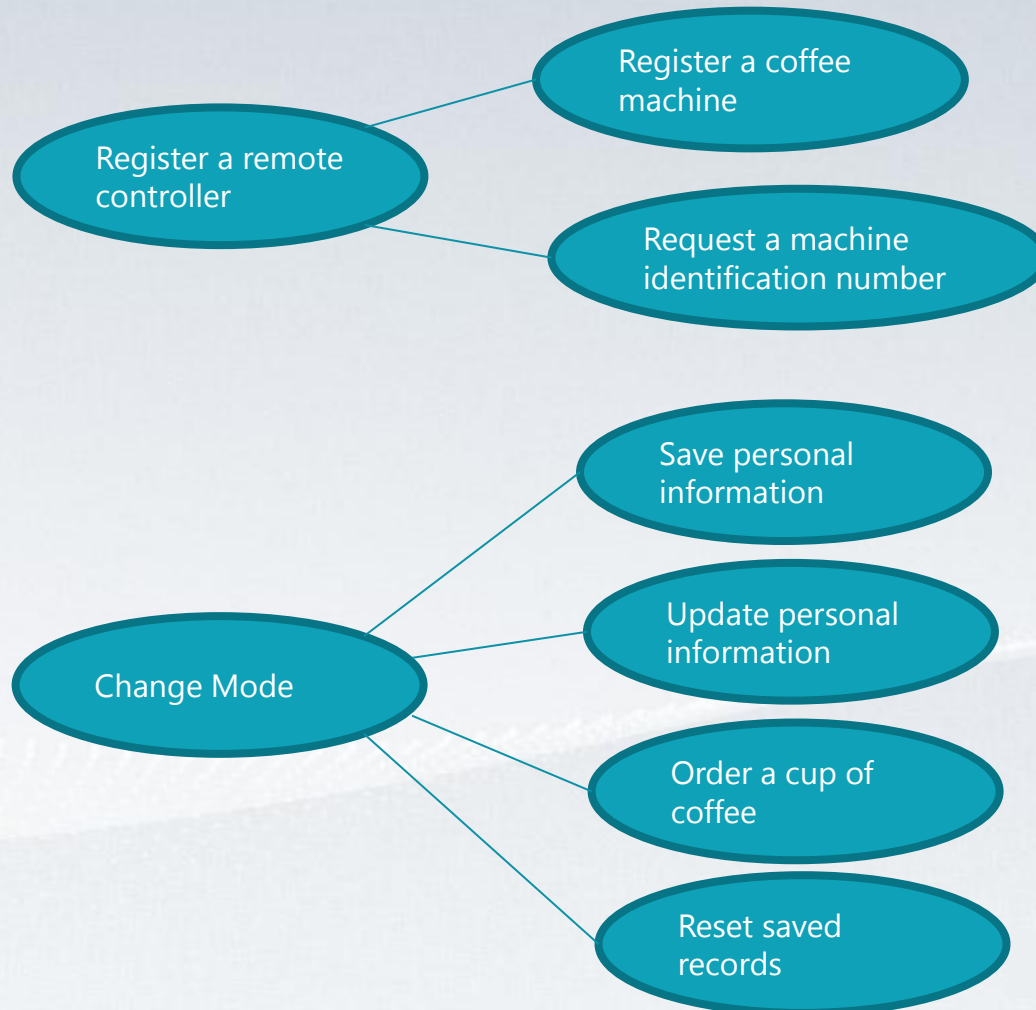 Register a coffee
machine
Register a remote
controller
Request a machine
identification number
Save personal
information
Update personal
information
Change Mode
Order a cup of
coffee
Reset saved
records